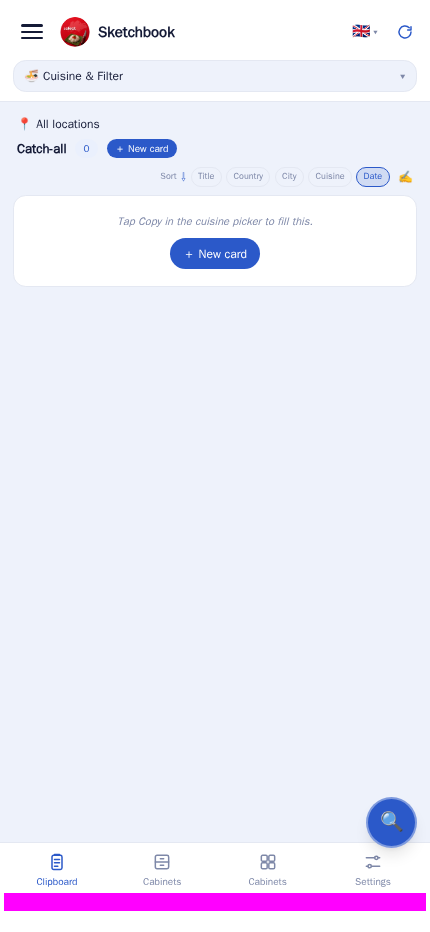 Sketchbook
Cuisine & Filter
All locations
Catch-all 0 + New card
Sort Title Country City Cuisine Date
Tap Copy in the cuisine picker to fill this.
+ New card
Clipboard Cabinets Cabinets Settings